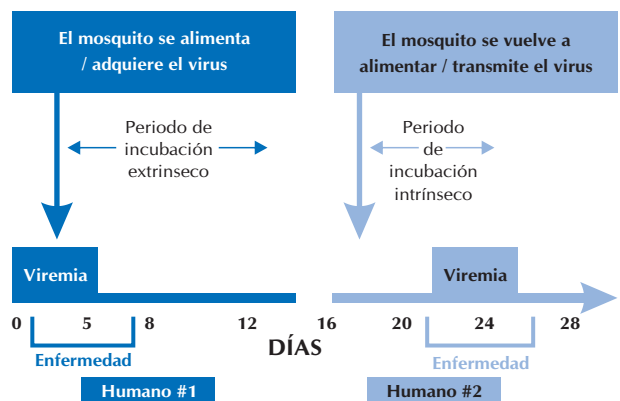 El mosquito se alimenta
/ adquiere el virus
El mosquito se vuelve a
alimentar / transmite el virus
Periodo de
incubación
extrinseco
Periodo
de
incubación
intrínseco
Viremia
Viremia
0 5 8 12 16 20 24 28
DÍAS
Enfermedad
Enfermedad
Humano #1
Humano #2